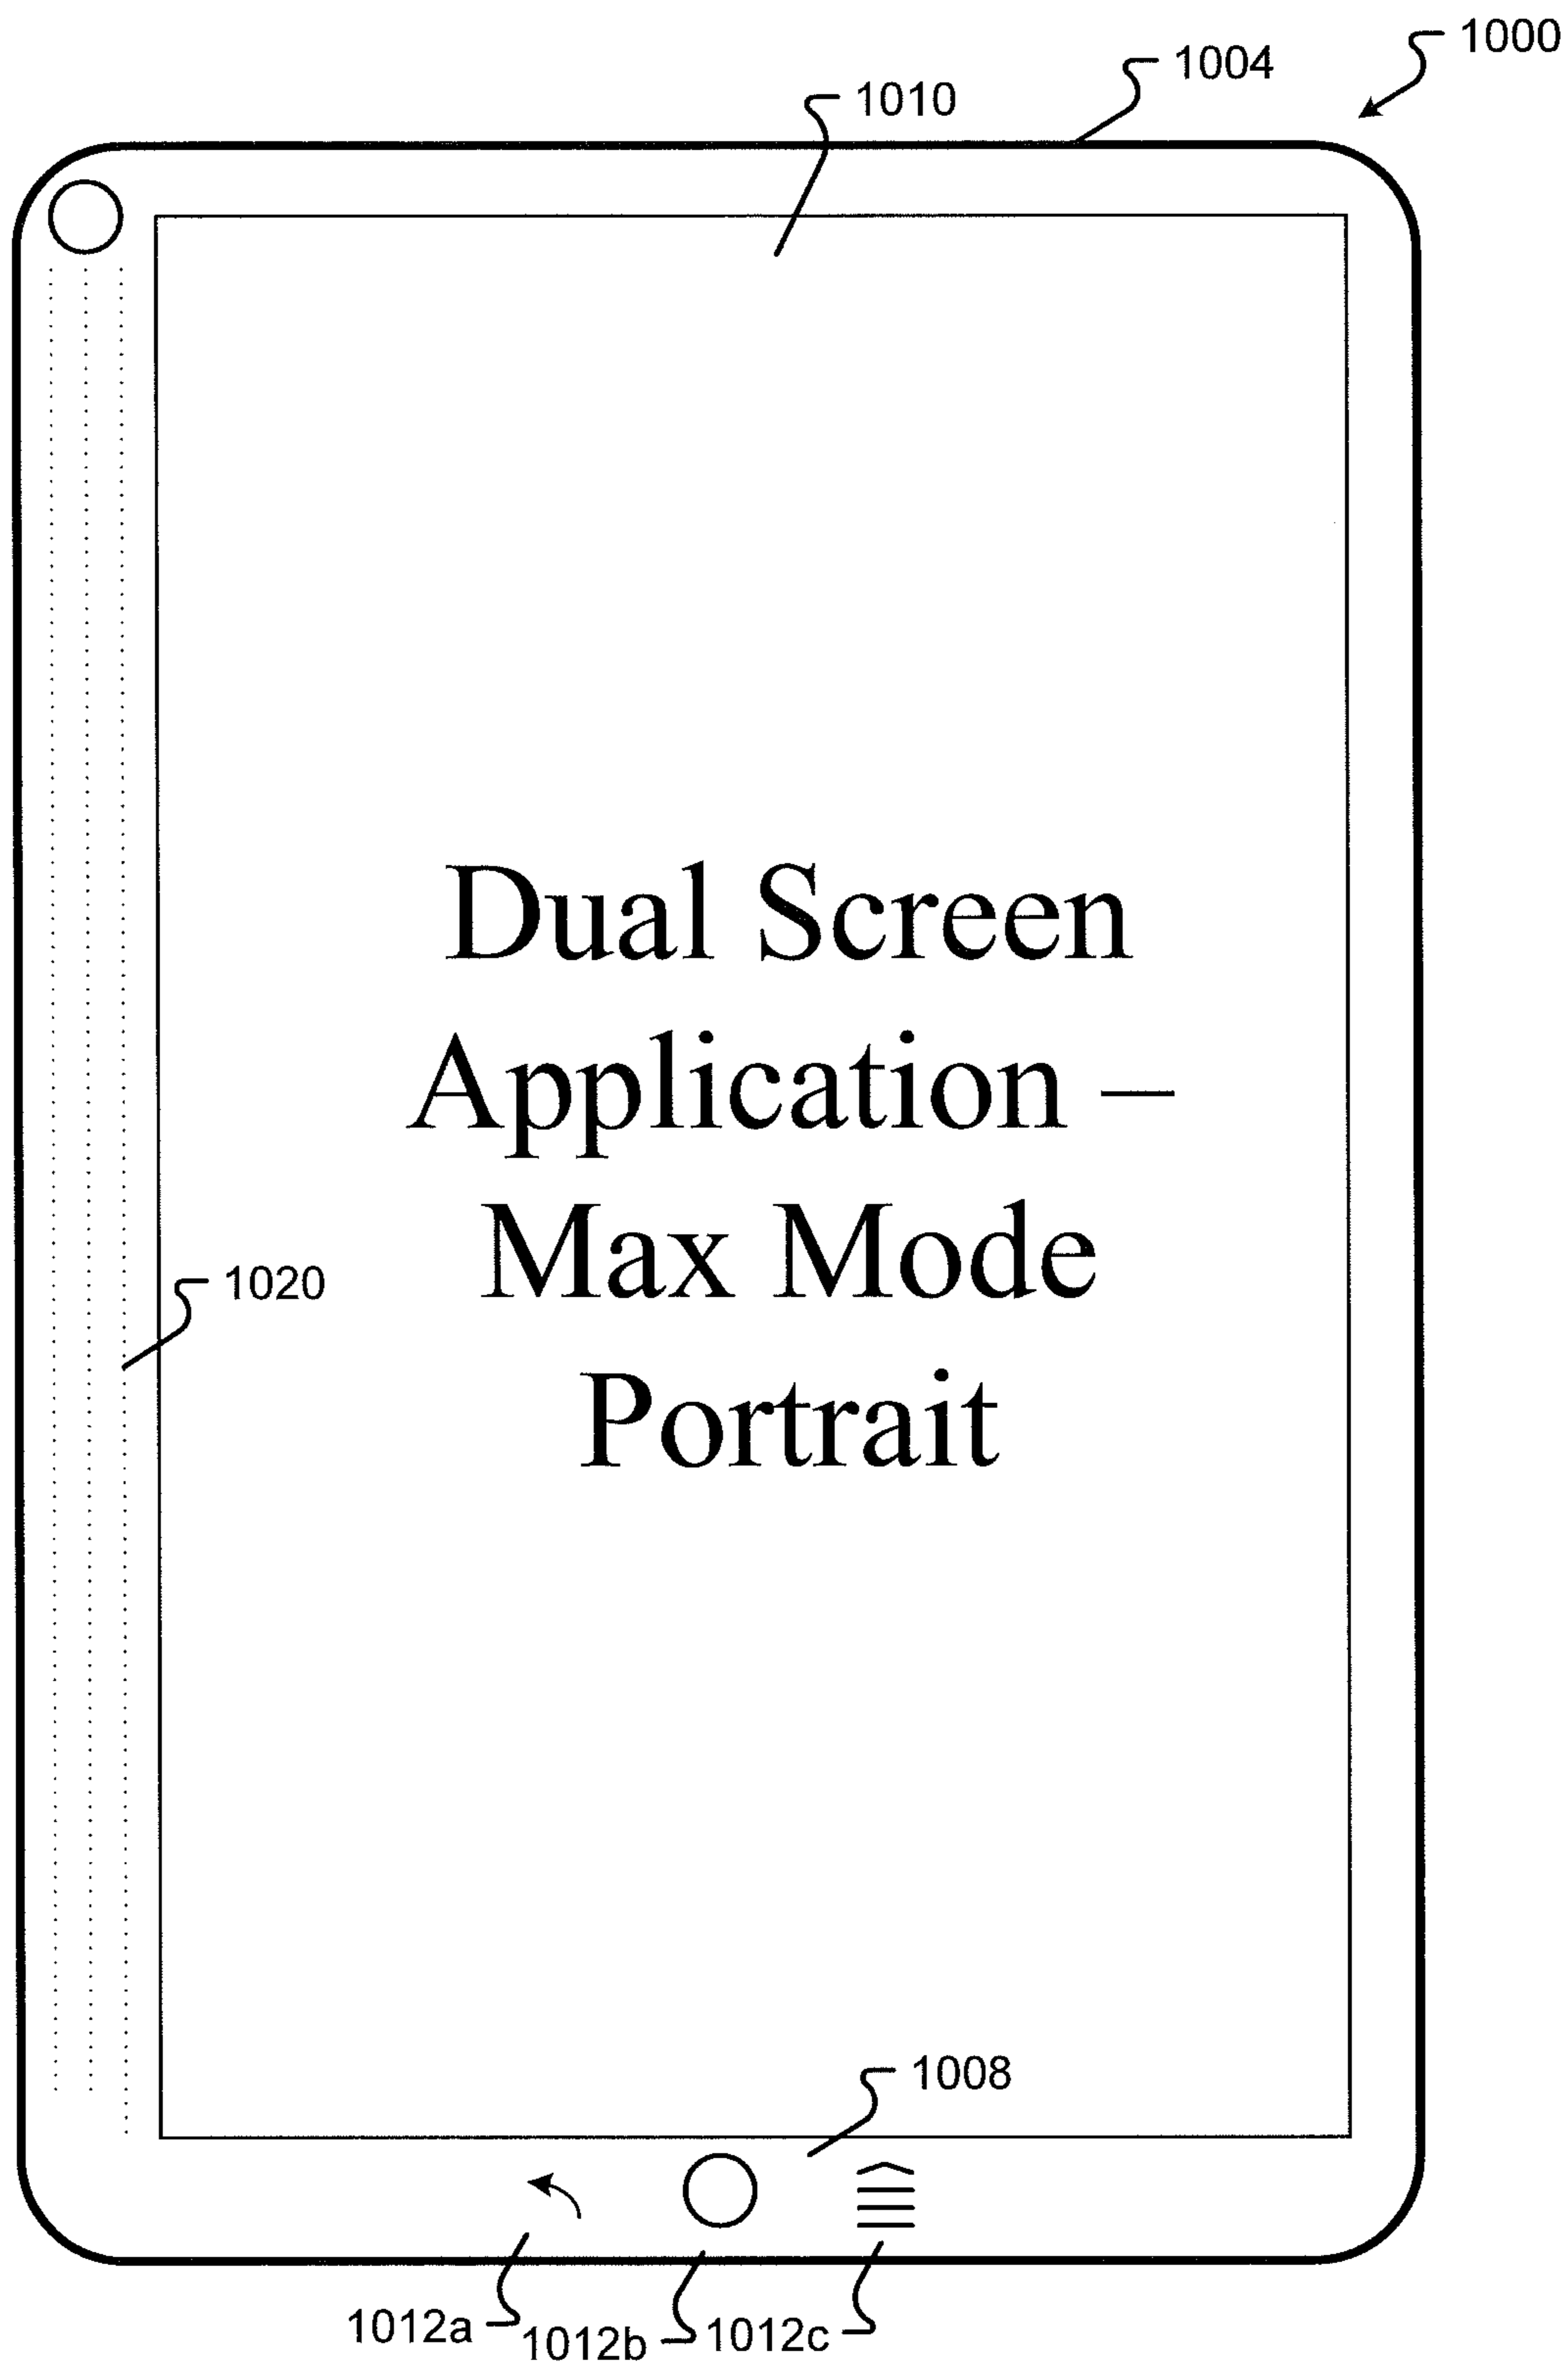 1000
1004
1010
Dual Screen
Application –
Max Mode
Portrait
1020
1008
1012a
1012b
1012c